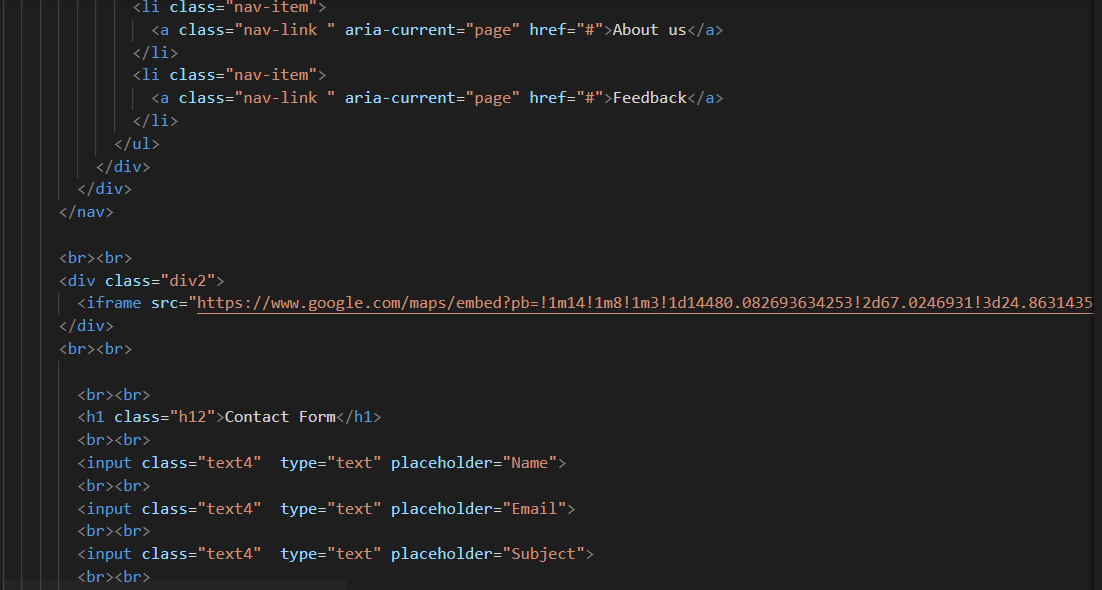 <li class="nav-item">
<a class="nav-link " aria-current="page" href="#">About us</a>
</li>
<li class="nav-item">
<a class="nav-link " aria-current="page" href="#">Feedback</a>
</li>
</ul>
</div>
</div>
</nav>
<br><br>
<div class="div2">
<iframe src="https://www.google.com/maps/embed?pb=!1m14!1m8!1m3!1d14480.082693634253!2d67.0246931!3d24.8631435
</div>
<br><br>
<br><br>
<h1 class="h12">Contact Form</h1>
<br><br>
<input class="text4"  type="text" placeholder="Name">
<br><br>
<input class="text4"  type="text" placeholder="Email">
<br><br>
<input class="text4"  type="text" placeholder="Subject">
<br><br>